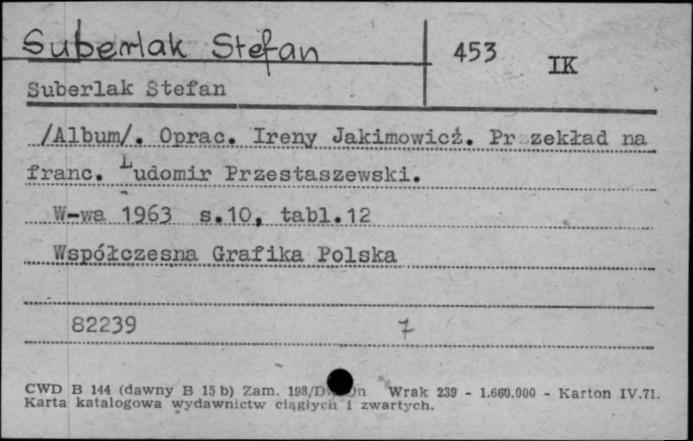 Suberlak Stefan
453 IK
Suberlak Stefan
/Album/. Oprac. Ireny Jakimowicź. Przekład na
franc. Ludomir Przestaszewski.
W-wa 1963 s.10, tabl.12
Współczesna Grafika Polska
82239 7
CWD B 144 (dawny B 15 b) Zam. 198/ Wrak 239 - 1.660.000 - Karton IV.71.
Karta katalogowa wydawnictw ciągłych i zwartych.